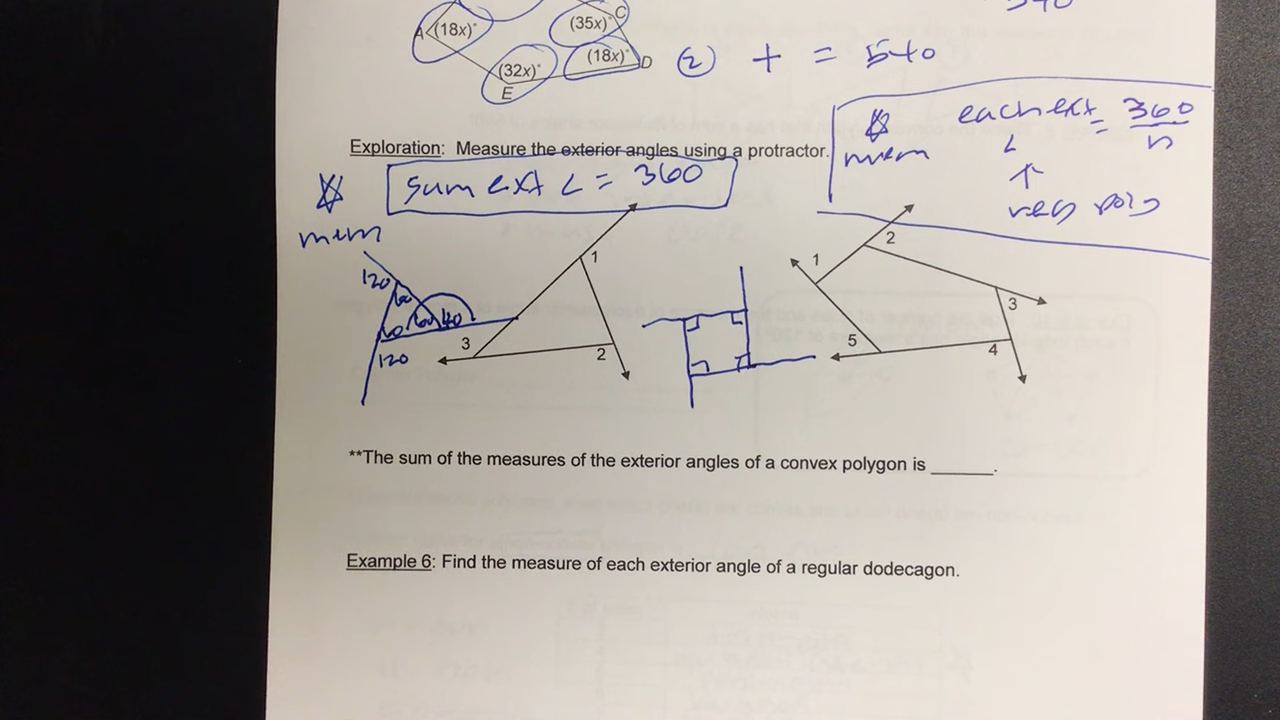 540
A (18x)°
(35x)° C
(32x)°
(18x)° D
E
② + = 540
each ext = 360
∠ n
mem
↑
reg poly
Exploration: Measure the exterior angles using a protractor.
sum ext ∠ = 360
mem
1
2
3
120
60
60
60
120
1
2
3
4
5
**The sum of the measures of the exterior angles of a convex polygon is ______.
Example 6: Find the measure of each exterior angle of a regular dodecagon.